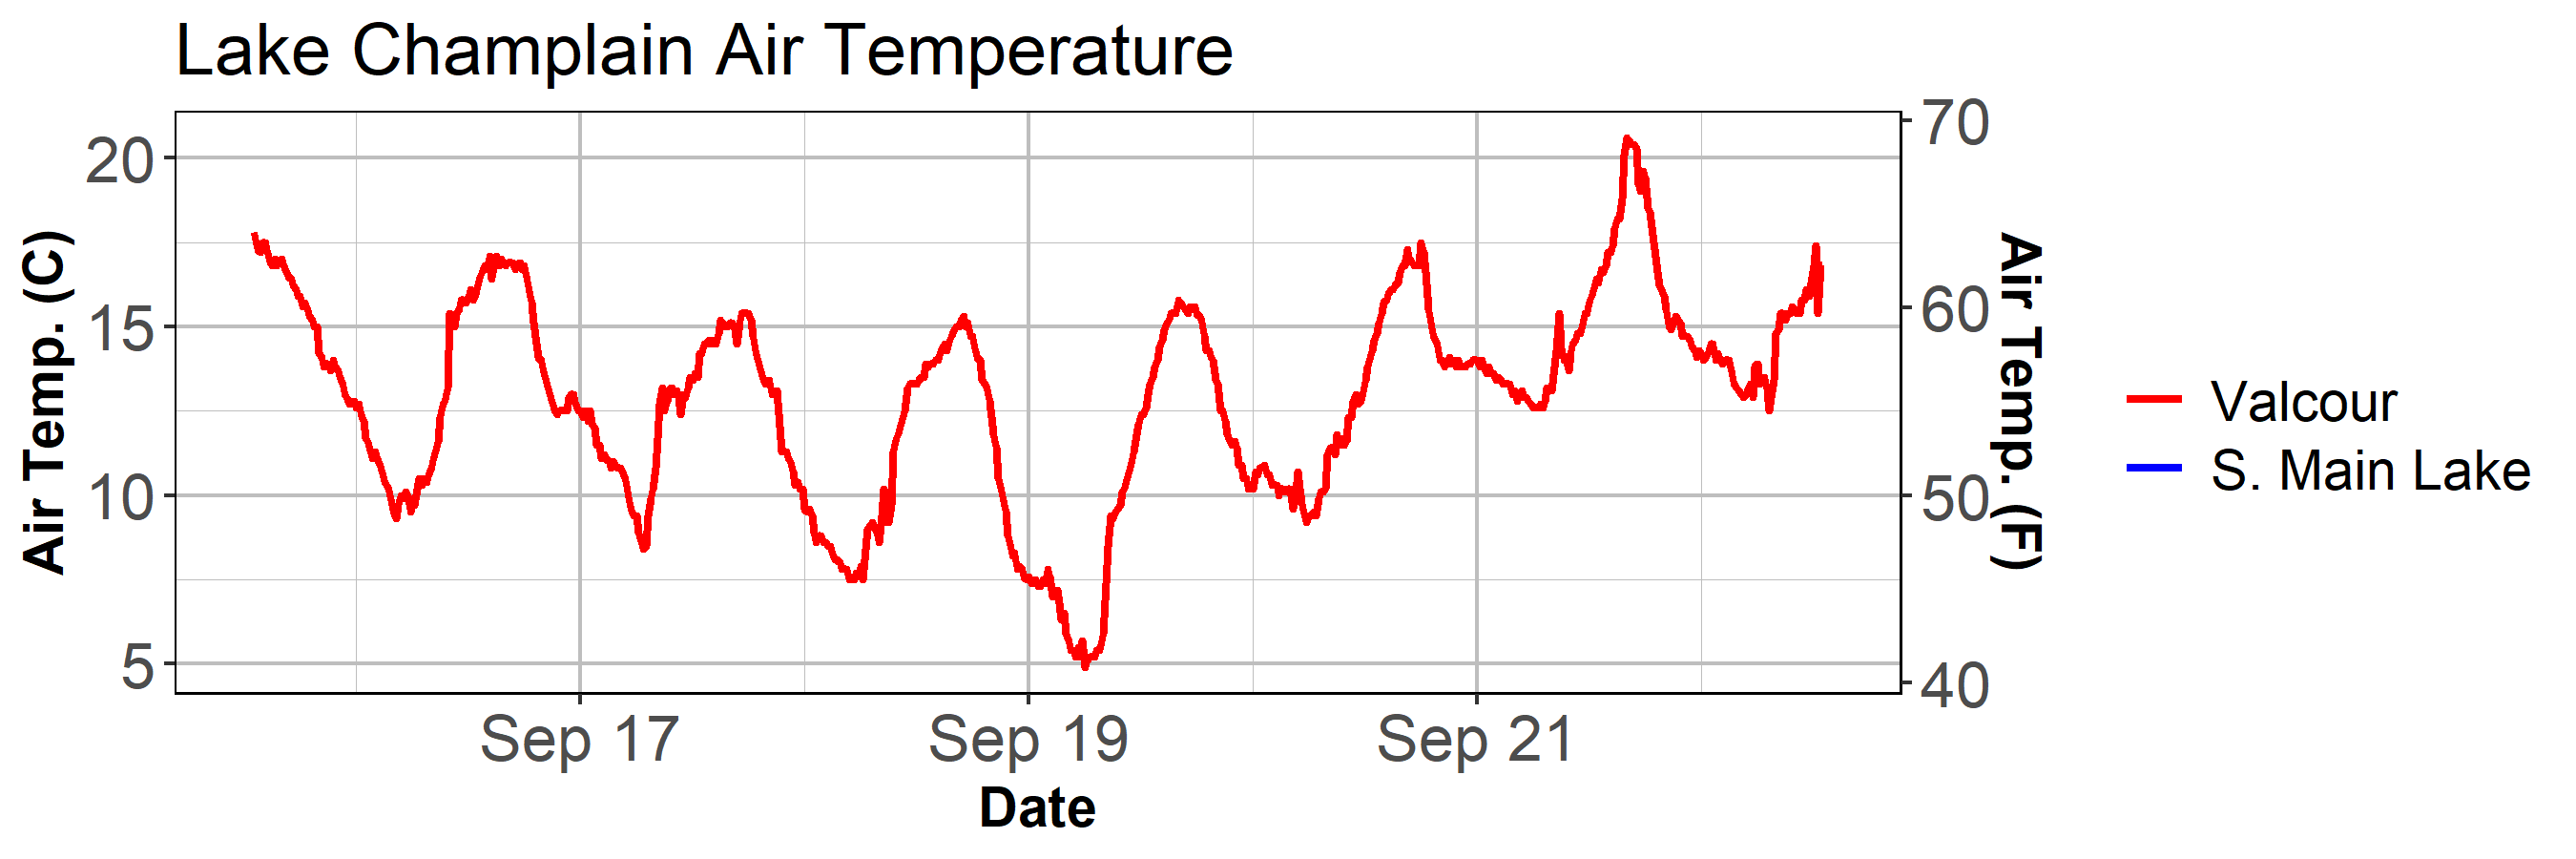 Lake Champlain Air Temperature
Air Temp. (C)
20
15
10
5
70
60
50
40
Air Temp. (F)
Sep 17
Sep 19
Sep 21
Date
Valcour
S. Main Lake